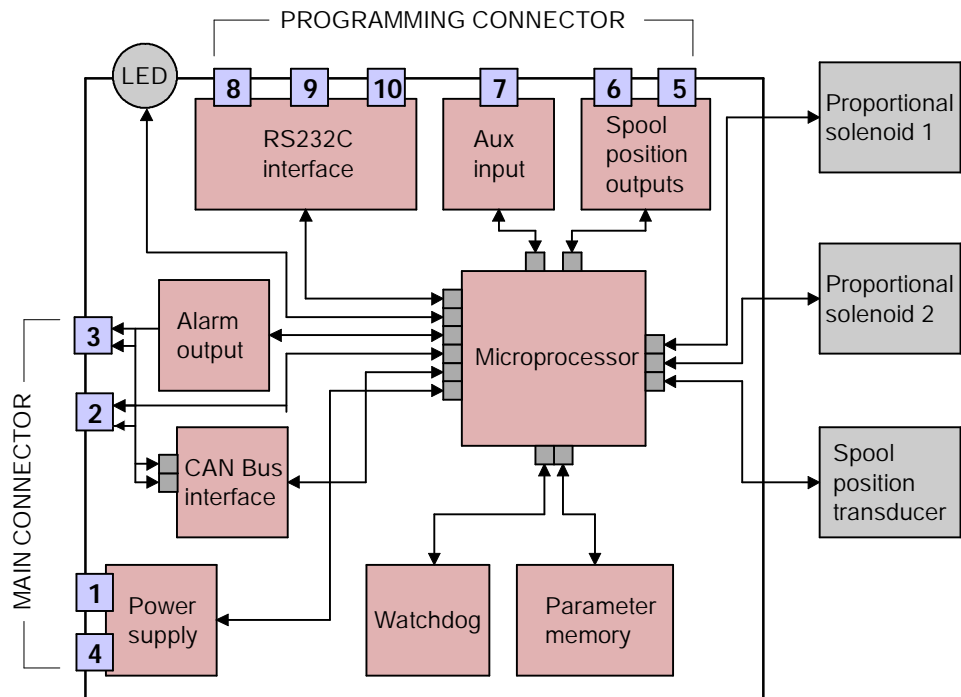 PROGRAMMING CONNECTOR
LED
8
9
10
7
6
5
RS232C
interface
Aux
input
Spool
position
outputs
Proportional
solenoid 1
Proportional
solenoid 2
Spool
position
transducer
MAIN CONNECTOR
3
2
1
4
Alarm
output
Microprocessor
CAN Bus
interface
Power
supply
Watchdog
Parameter
memory